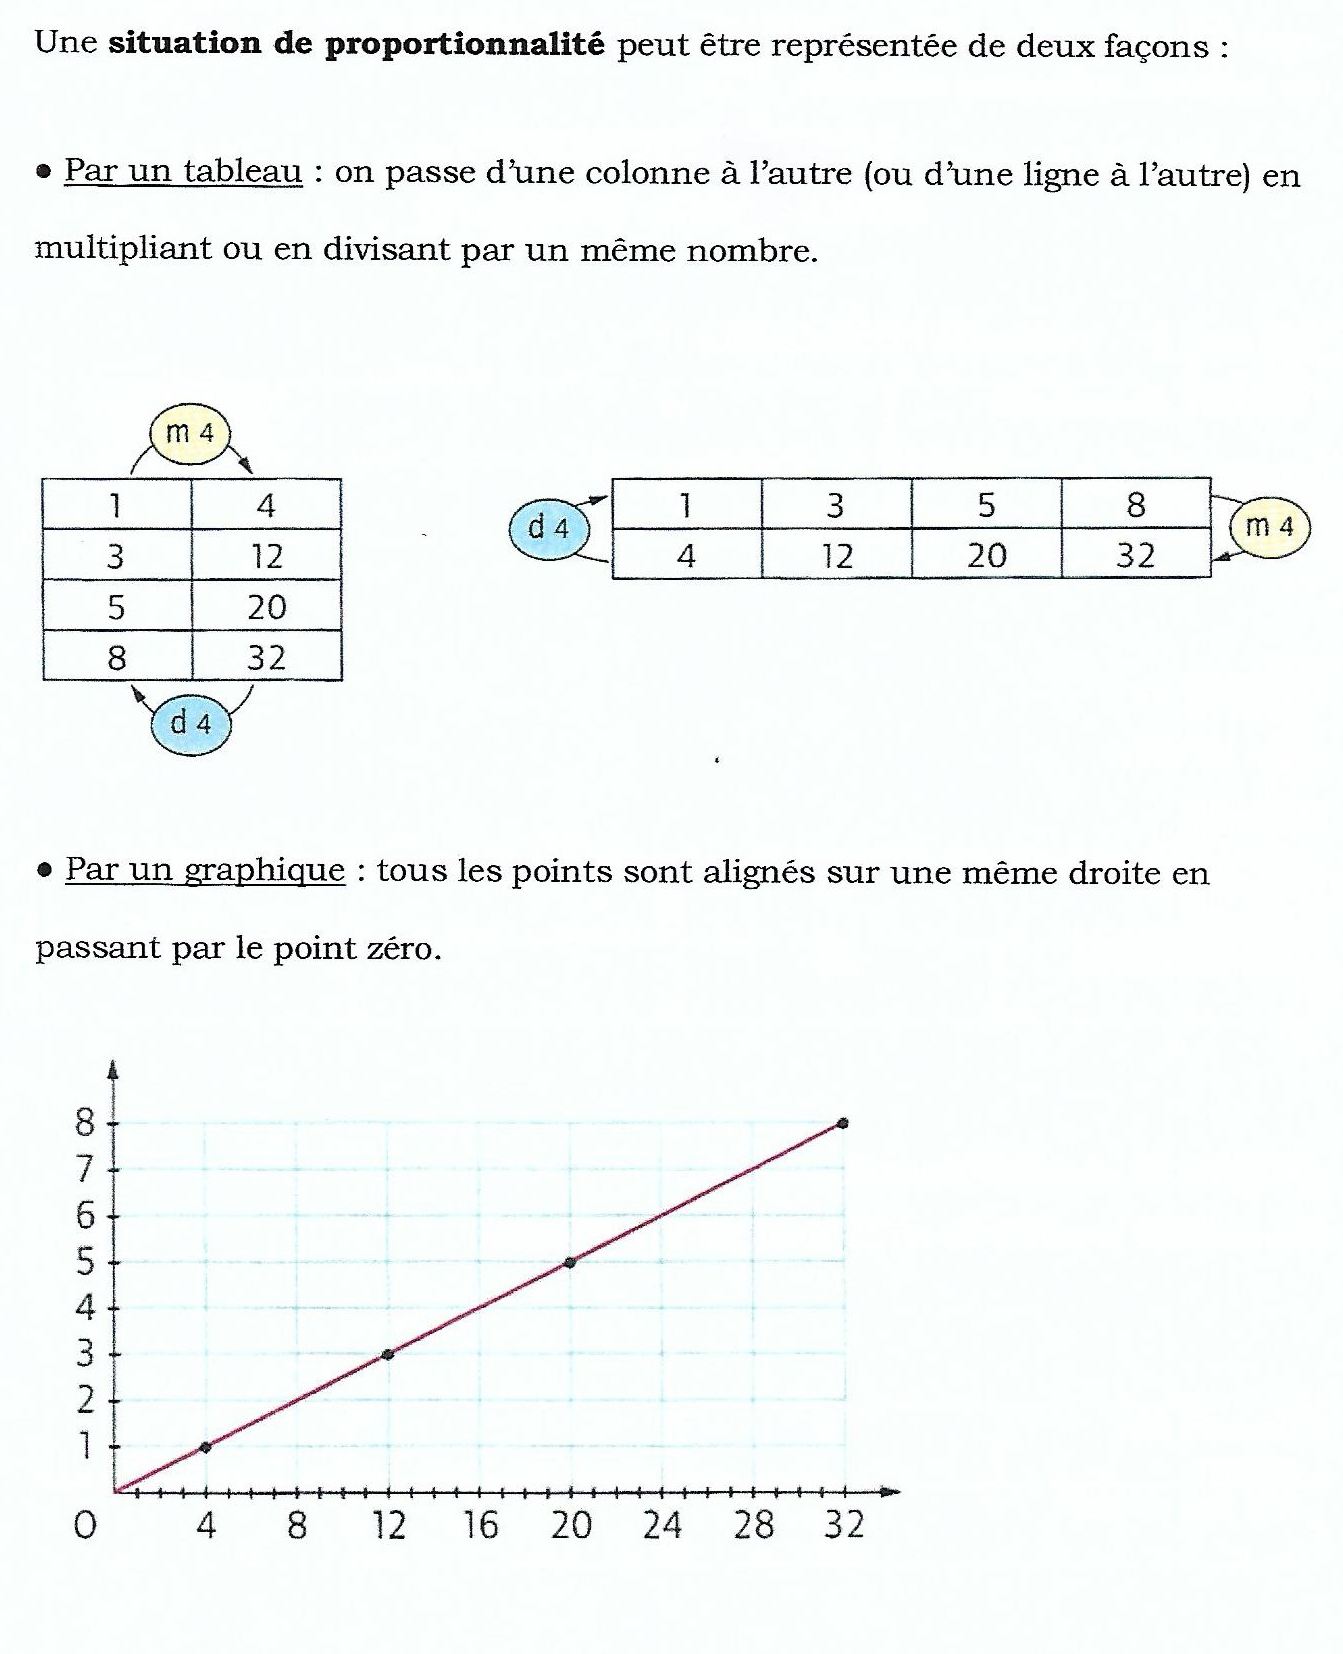 Une situation de proportionnalité peut être représentée de deux façons :
• Par un tableau : on passe d'une colonne à l'autre (ou d'une ligne à l'autre) en
multipliant ou en divisant par un même nombre.
m 4
1 4
3 12
5 20
8 32
d 4
d 4
1 3 5 8
4 12 20 32
m 4
• Par un graphique : tous les points sont alignés sur une même droite en
passant par le point zéro.
8
7
6
5
4
3
2
1
0 4 8 12 16 20 24 28 32